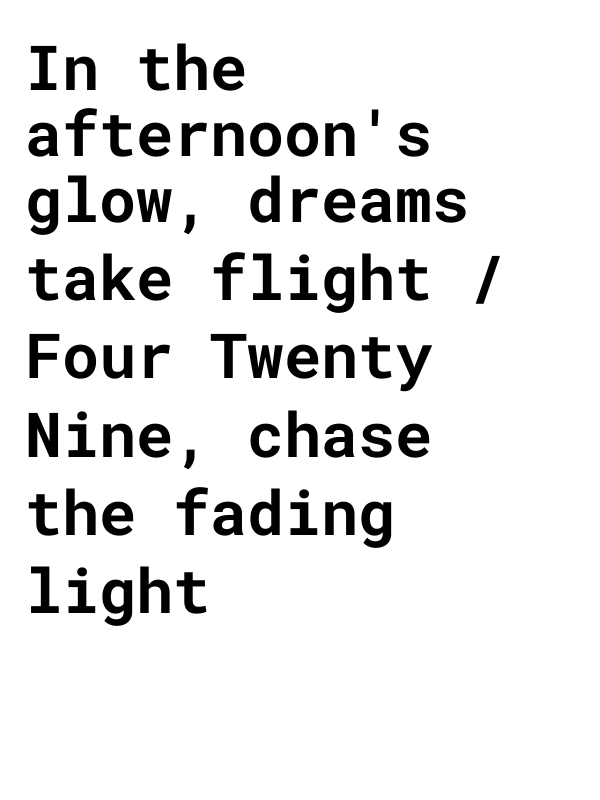 In the
afternoon's
glow, dreams
take flight /
Four Twenty
Nine, chase
the fading
light